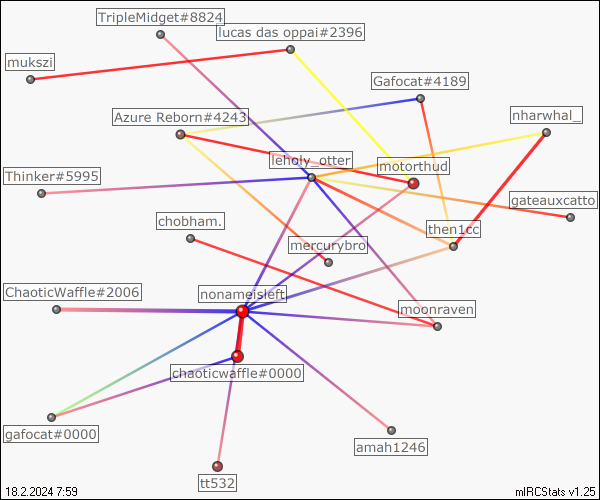 TripleMidget#8824
lucas das oppai#2396
mukszi
Gafocat#4189
Azure Reborn#4243
nharwhal_
leholy_otter
motorthud
Thinker#5995
gateauxcatto
chobham.
then1cc
mercurybro
ChaoticWaffle#2006
nonameisleft
moonraven
chaoticwaffle#0000
gafocat#0000
amah1246
tt532
18.2.2024 7:59
mIRCStats v1.25